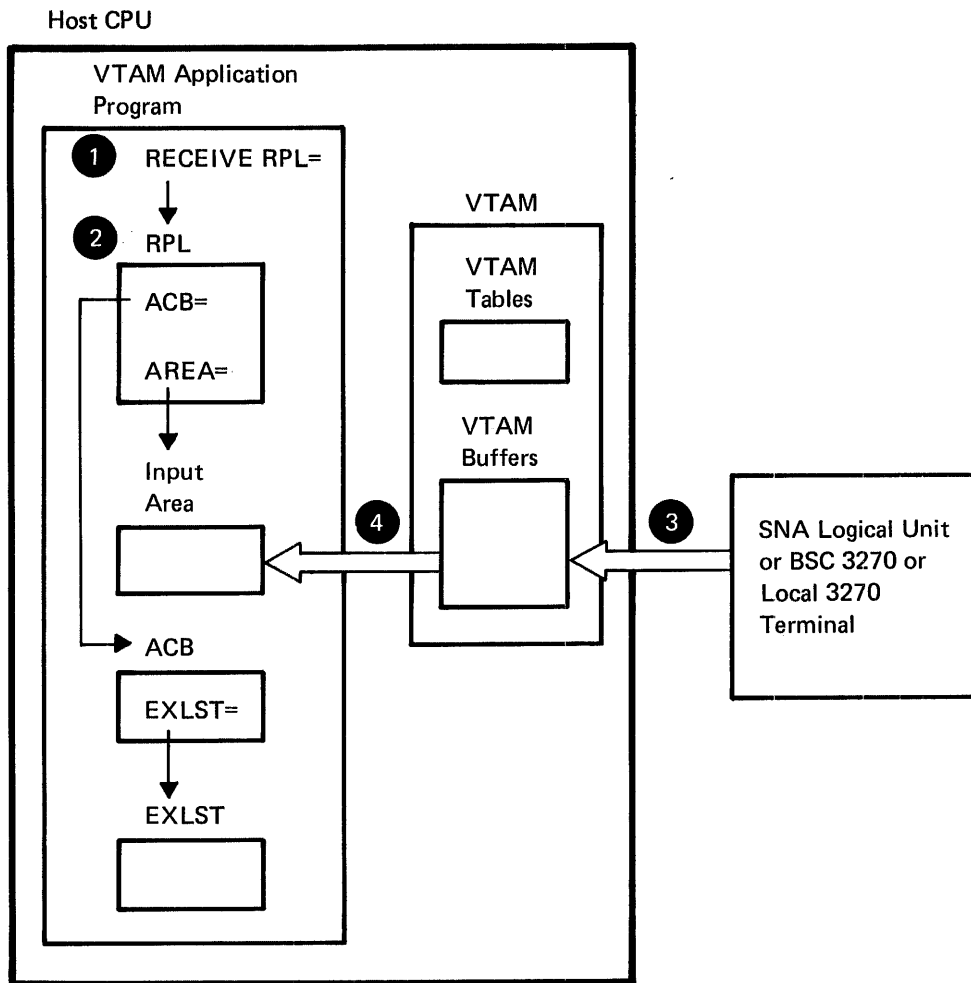 Host CPU
VTAM Application
Program
1 RECEIVE RPL=
2 RPL
ACB=
AREA=
Input
Area
ACB
EXLST=
EXLST
VTAM
VTAM
Tables
VTAM
Buffers
4
3
SNA Logical Unit
or BSC 3270 or
Local 3270
Terminal